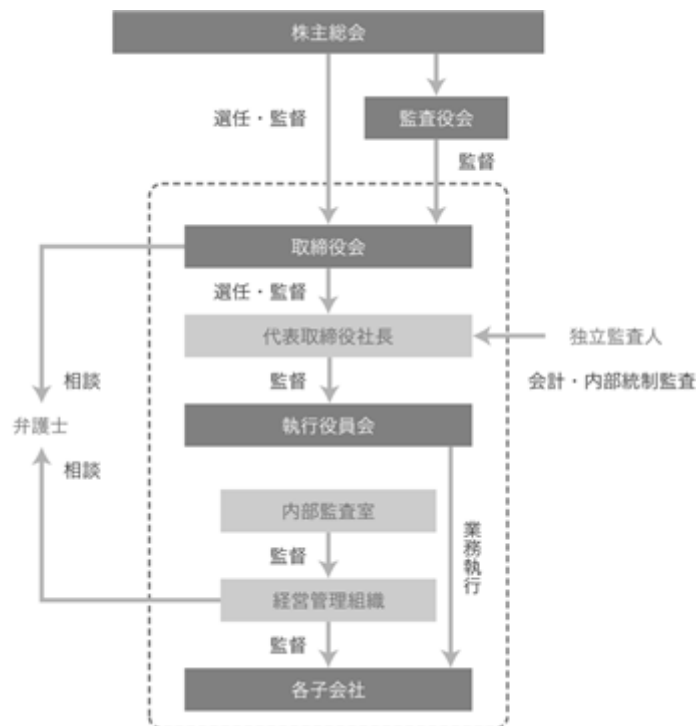 株主総会
選任・監督
監査役会
監督
取締役会
選任・監督
代表取締役社長
独立監査人
監督
会計・内部統制監査
相談
執行役員会
弁護士
相談
内部監査室
監督
業務執行
経営管理組織
監督
各子会社